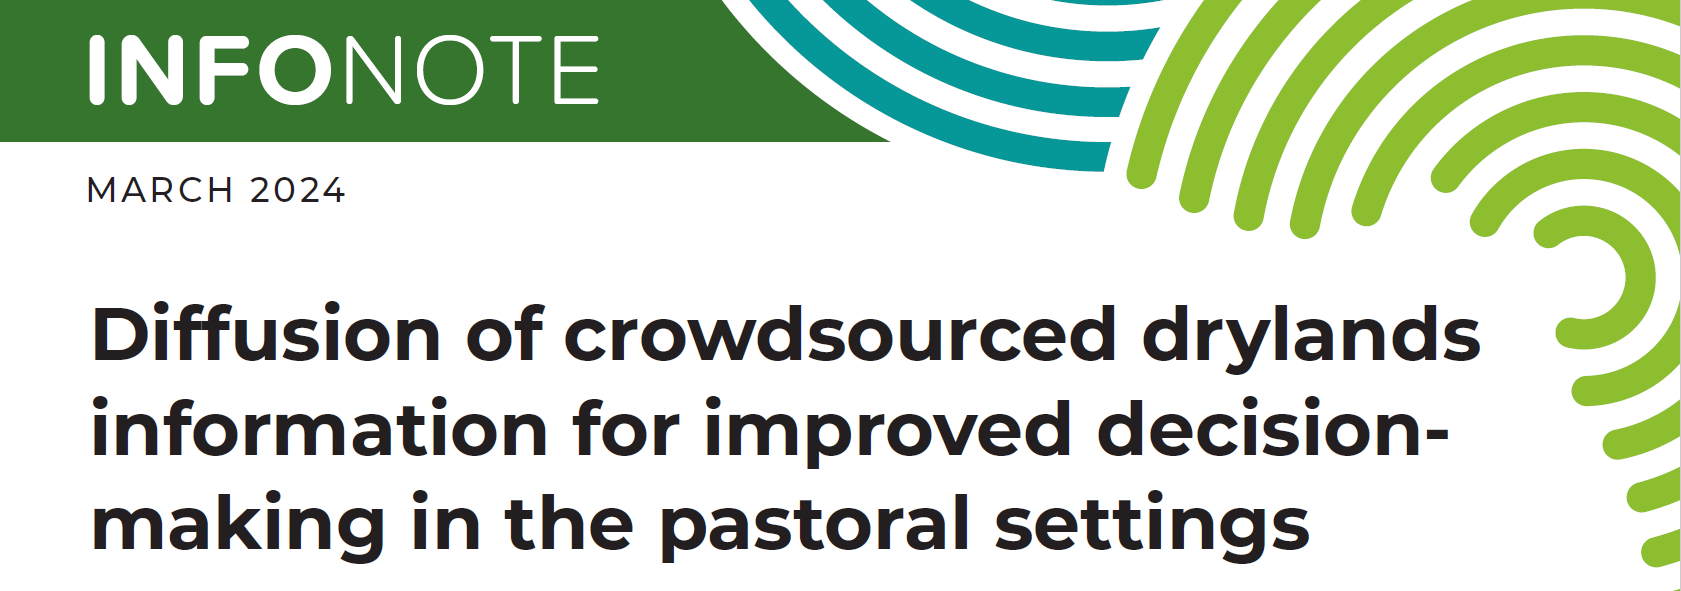 INFONOTE
MARCH 2024
Diffusion of crowdsourced drylands
information for improved decision-
making in the pastoral settings